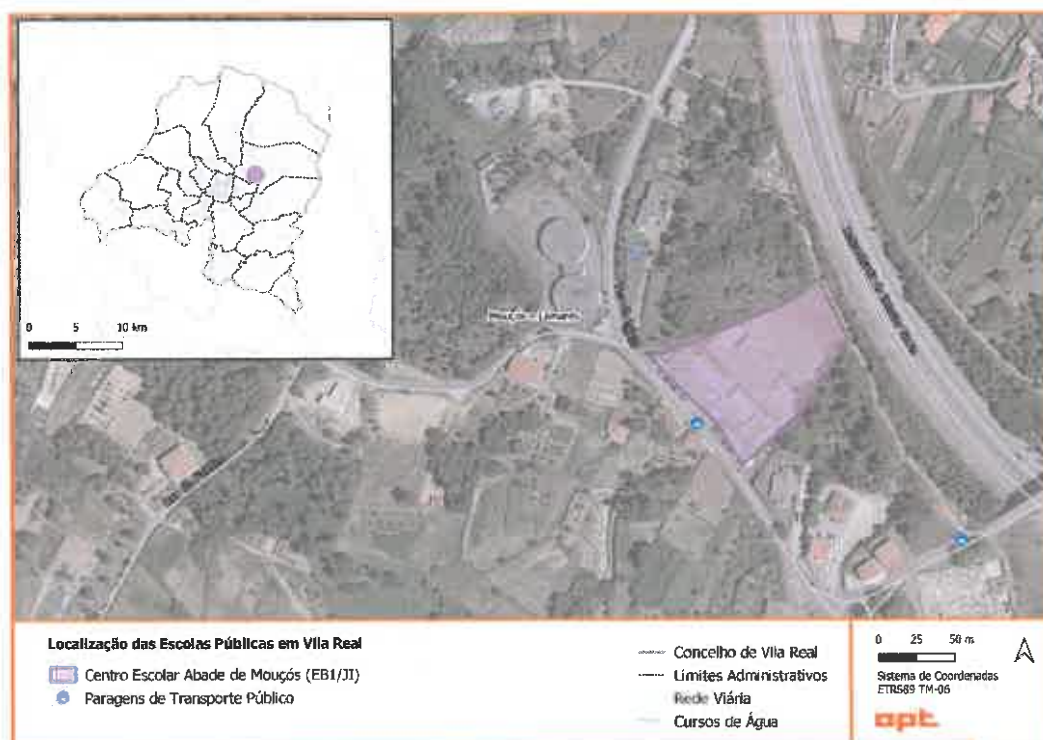 0 5 10 km
Localização das Escolas Públicas em Vila Real
Centro Escolar Abade de Mouçós (EB1/JI)
Paragens de Transporte Público
Concelho de Vila Real
Limites Administrativos
Rede Viária
Cursos de Água
0 25 50 m
Sistema de Coordenadas
ETRS89 TM-06
opt